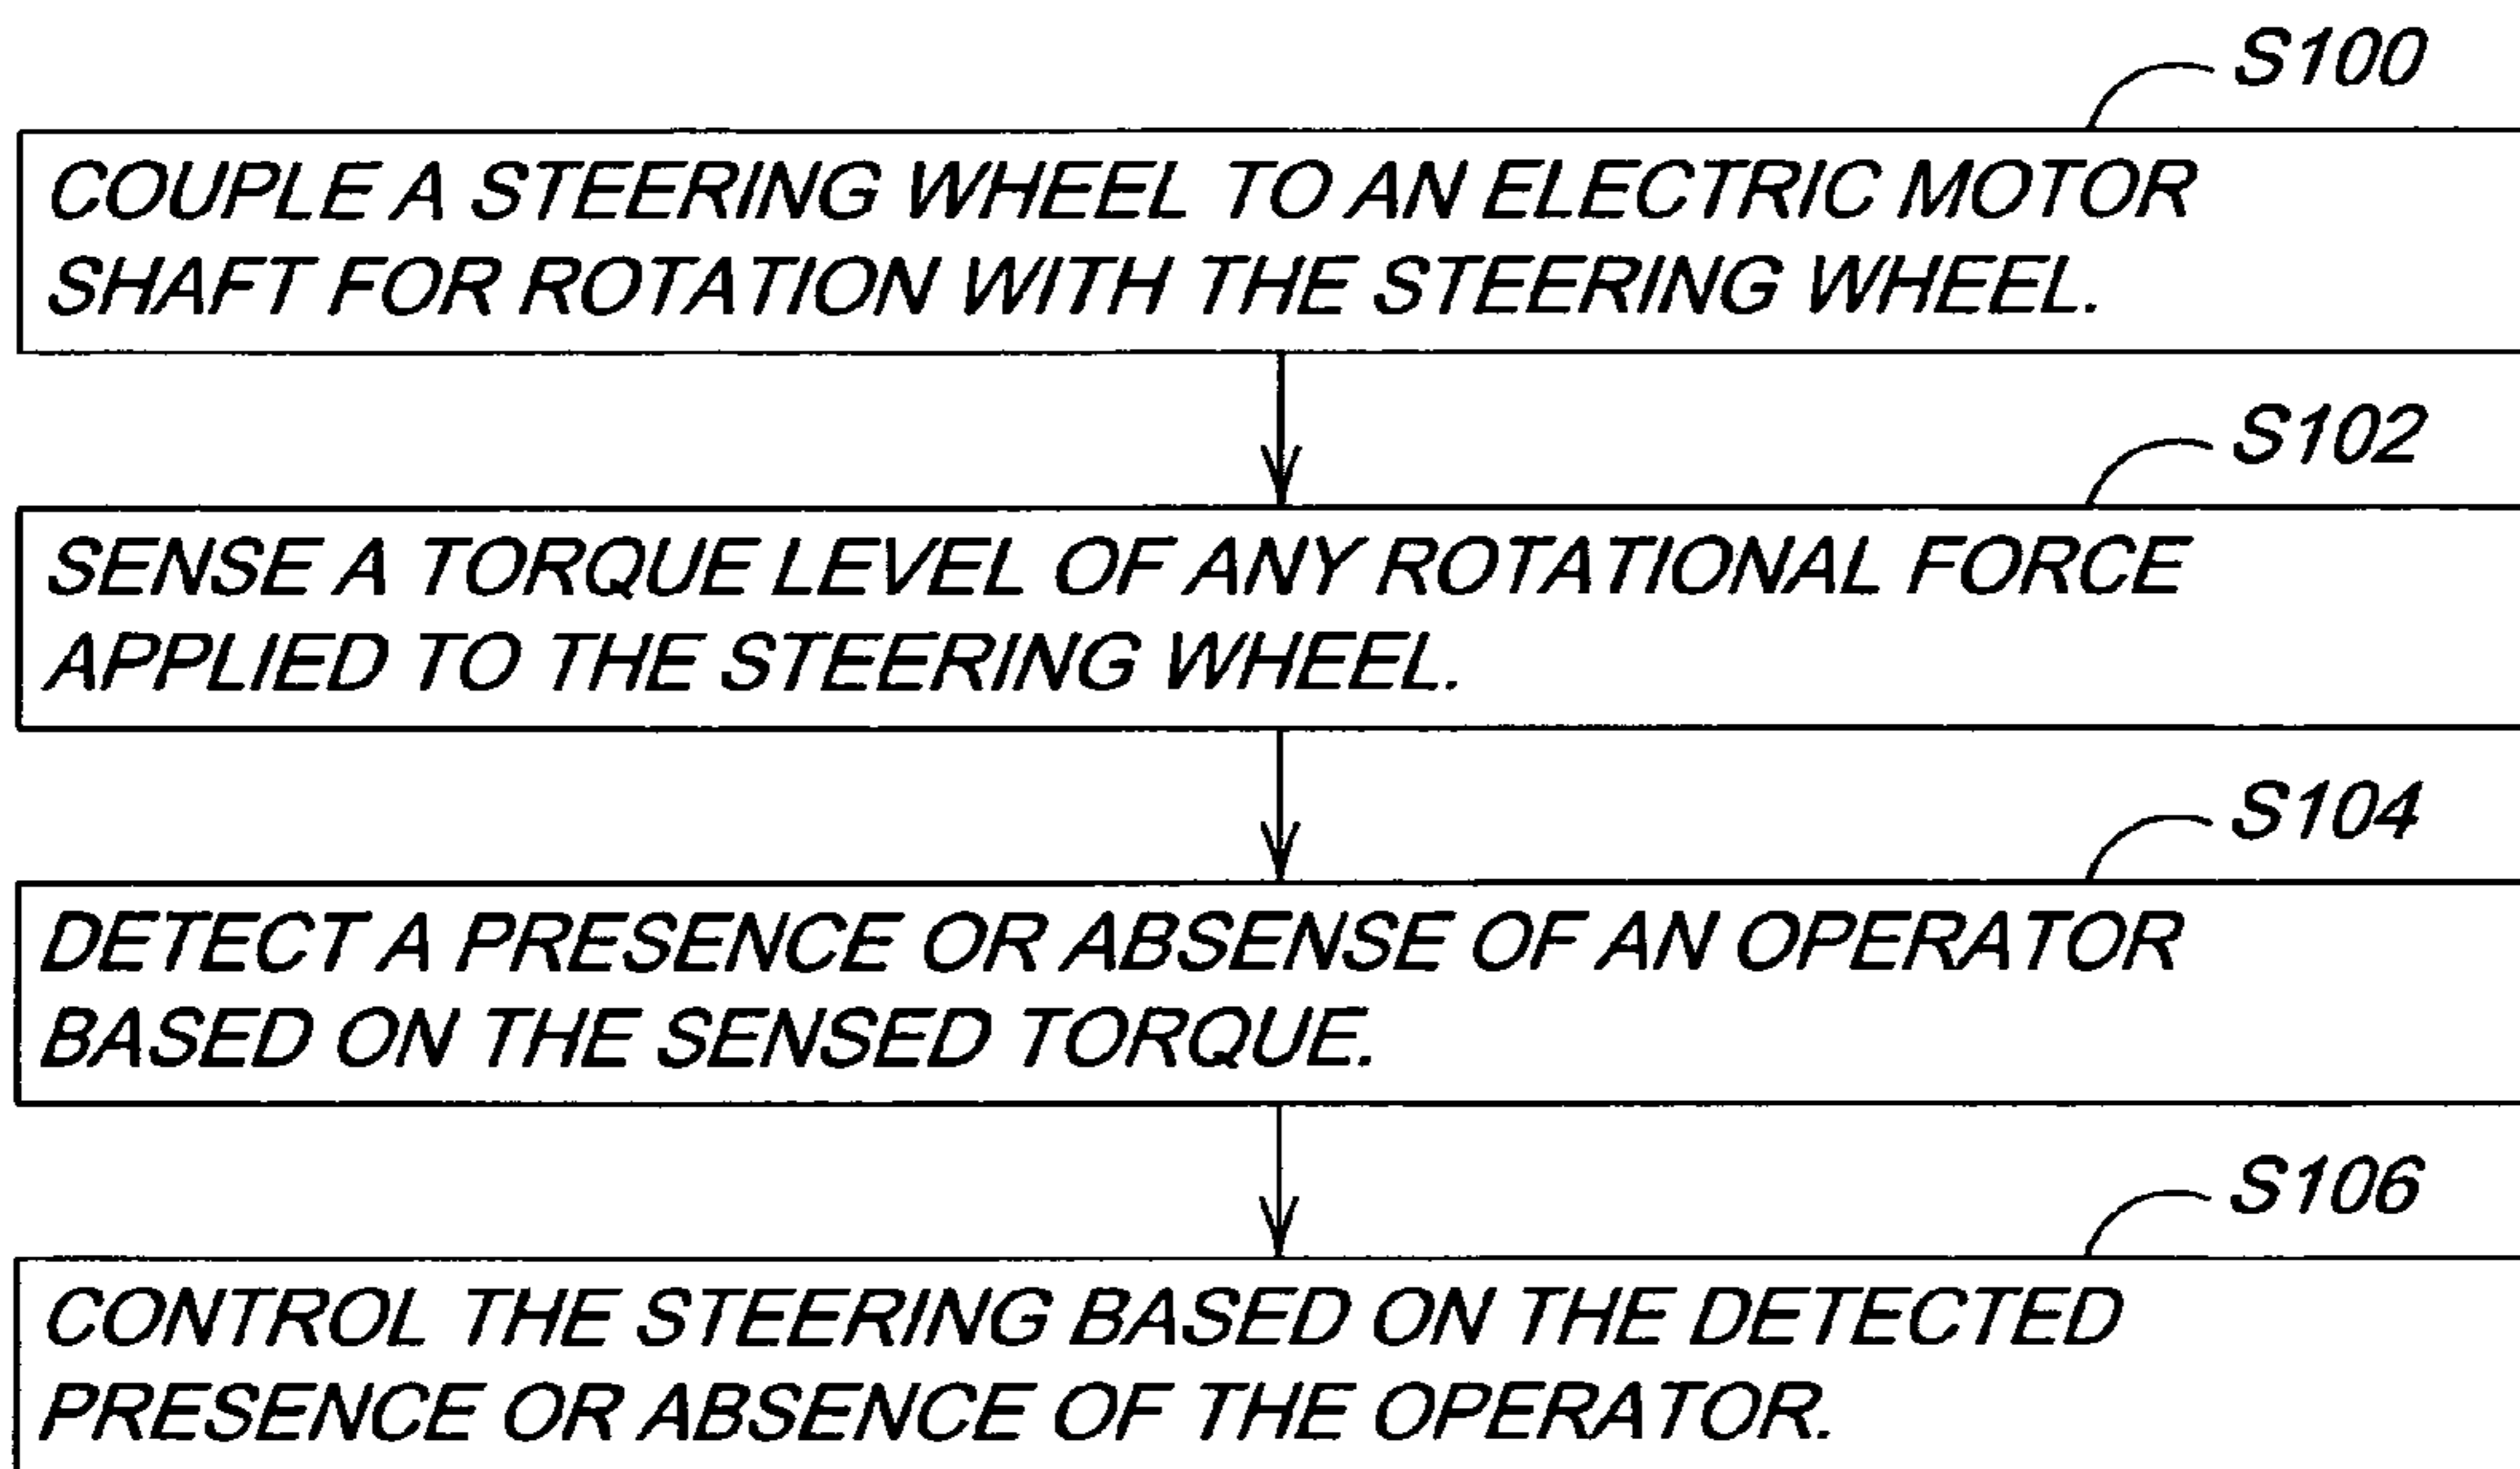 S100
COUPLE A STEERING WHEEL TO AN ELECTRIC MOTOR
SHAFT FOR ROTATION WITH THE STEERING WHEEL.
S102
SENSE A TORQUE LEVEL OF ANY ROTATIONAL FORCE
APPLIED TO THE STEERING WHEEL.
S104
DETECT A PRESENCE OR ABSENSE OF AN OPERATOR
BASED ON THE SENSED TORQUE.
S106
CONTROL THE STEERING BASED ON THE DETECTED
PRESENCE OR ABSENCE OF THE OPERATOR.